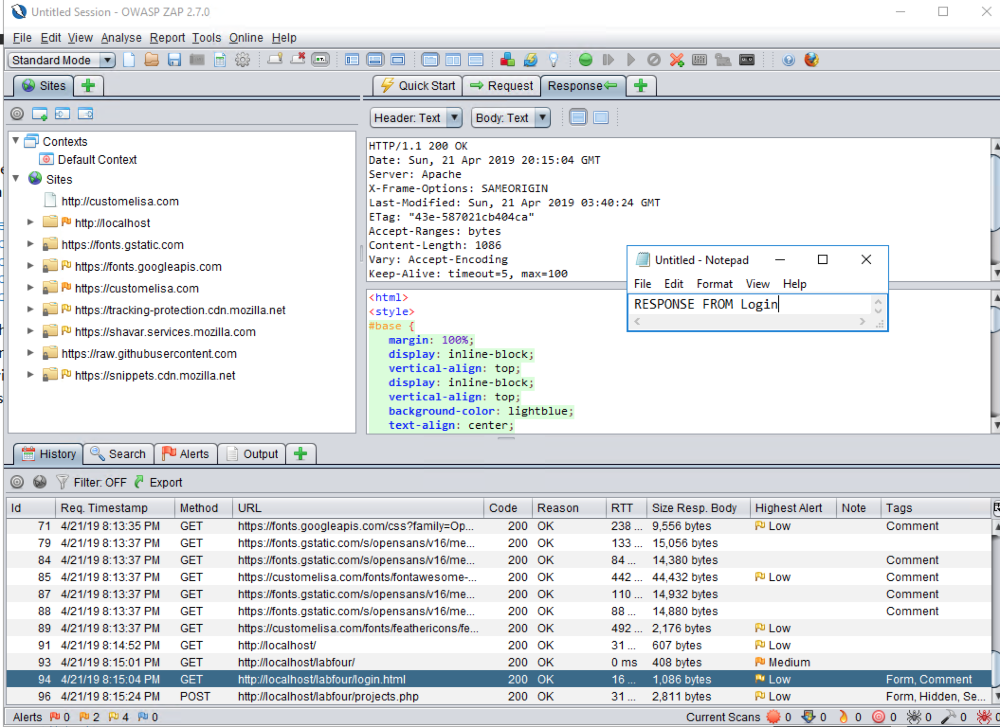 Untitled Session - OWASP ZAP 2.7.0
File Edit View Analyse Report Tools Online Help
Standard Mode
Sites
Quick Start Request Response
Header: Text Body: Text
Contexts
Default Context
Sites
http://customelisa.com
http://localhost
https://fonts.gstatic.com
https://fonts.googleapis.com
https://customelisa.com
https://tracking-protection.cdn.mozilla.net
https://shavar.services.mozilla.com
https://raw.githubusercontent.com
https://snippets.cdn.mozilla.net
HTTP/1.1 200 OK
Date: Sun, 21 Apr 2019 20:15:04 GMT
Server: Apache
X-Frame-Options: SAMEORIGIN
Last-Modified: Sun, 21 Apr 2019 03:40:24 GMT
ETag: "43e-587021cb404ca"
Accept-Ranges: bytes
Content-Length: 1086
Vary: Accept-Encoding
Keep-Alive: timeout=5, max=100
Untitled - Notepad
File Edit Format View Help
RESPONSE FROM Login
<html>
<style>
#base {
margin: 100%;
display: inline-block;
vertical-align: top;
display: inline-block;
vertical-align: top;
background-color: lightblue;
text-align: center;
History Search Alerts Output
Filter: OFF Export
Id Req. Timestamp Method URL Code Reason RTT Size Resp. Body Highest Alert Note Tags
71 4/21/19 8:13:35 PM GET https://fonts.googleapis.com/css?family=Op... 200 OK 238 ... 9,556 bytes Low Comment
79 4/21/19 8:13:37 PM GET https://fonts.gstatic.com/s/opensans/v16/me... 200 OK 133 ... 15,056 bytes
84 4/21/19 8:13:37 PM GET https://fonts.gstatic.com/s/opensans/v16/me... 200 OK 84 ... 14,380 bytes Comment
85 4/21/19 8:13:37 PM GET https://customelisa.com/fonts/fontawesome-... 200 OK 442 ... 44,432 bytes Low Comment
87 4/21/19 8:13:37 PM GET https://fonts.gstatic.com/s/opensans/v16/me... 200 OK 110 ... 14,932 bytes Comment
88 4/21/19 8:13:37 PM GET https://fonts.gstatic.com/s/opensans/v16/me... 200 OK 88 ... 14,880 bytes Comment
89 4/21/19 8:13:37 PM GET https://customelisa.com/fonts/feathericons/fe... 200 OK 492 ... 2,176 bytes Low
91 4/21/19 8:14:52 PM GET http://localhost/ 200 OK 31 ... 607 bytes Low
93 4/21/19 8:15:01 PM GET http://localhost/labfour/ 200 OK 0 ms 408 bytes Medium
94 4/21/19 8:15:04 PM GET http://localhost/labfour/login.html 200 OK 16 ... 1,086 bytes Low Form, Comment
96 4/21/19 8:15:24 PM POST http://localhost/labfour/projects.php 200 OK 31 ... 2,811 bytes Low Form, Hidden, Se...
Alerts 0 2 4 0 Current Scans 0 0 0 0 0 0 0